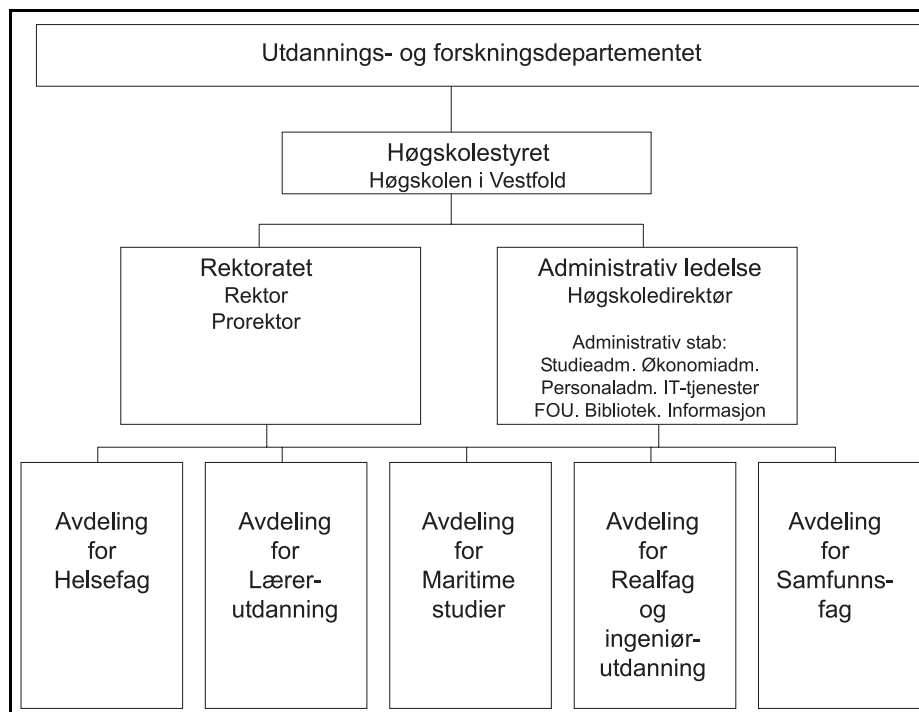 Utdannings- og forskningsdepartementet
Høgskolestyret
Høgskolen i Vestfold
Rektoratet
Rektor
Prorektor
Administrativ ledelse
Høgskoledirektør
Administrativ stab:
Studieadm. Økonomiadm.
Personaladm. IT-tjenester
FOU. Bibliotek. Informasjon
Avdeling
for
Helsefag
Avdeling
for
Lærer-
utdanning
Avdeling
for
Maritime
studier
Avdeling
for
Realfag
og
ingeniør-
utdanning
Avdeling
for
Samfunns-
fag